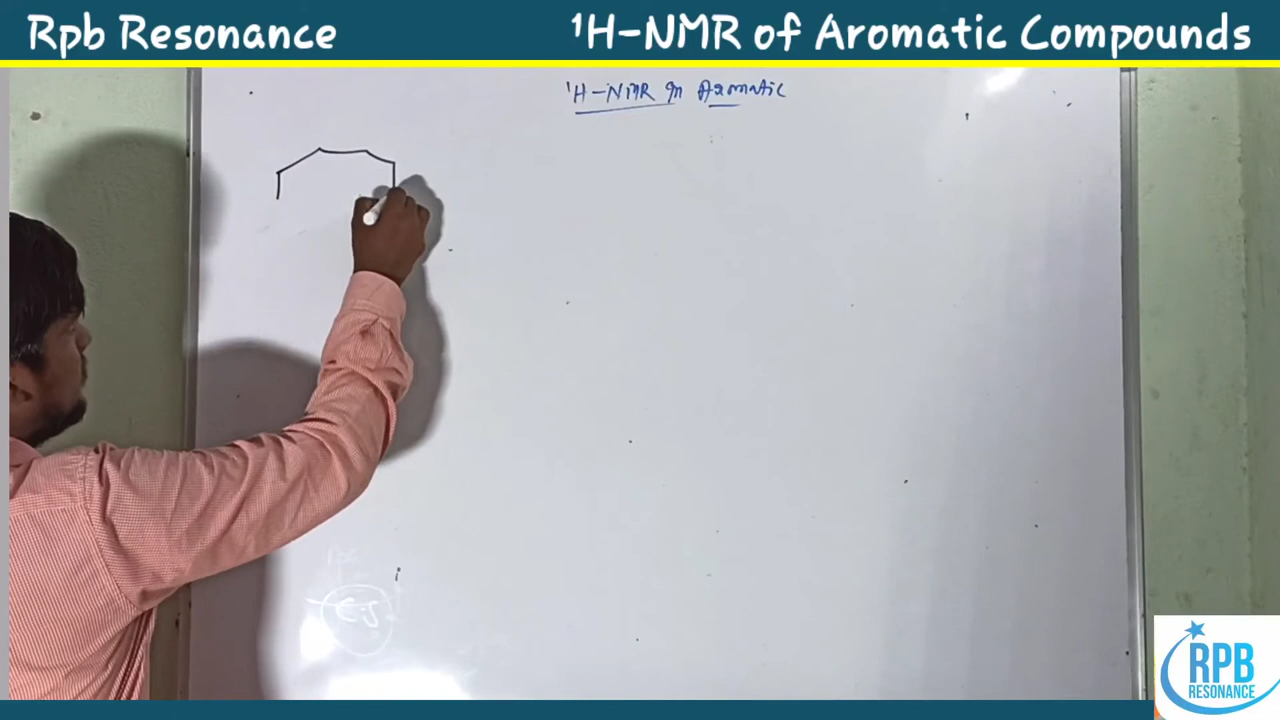 Rpb Resonance
¹H-NMR of Aromatic Compounds
¹H-NMR in Aromatic
RPB
RESONANCE